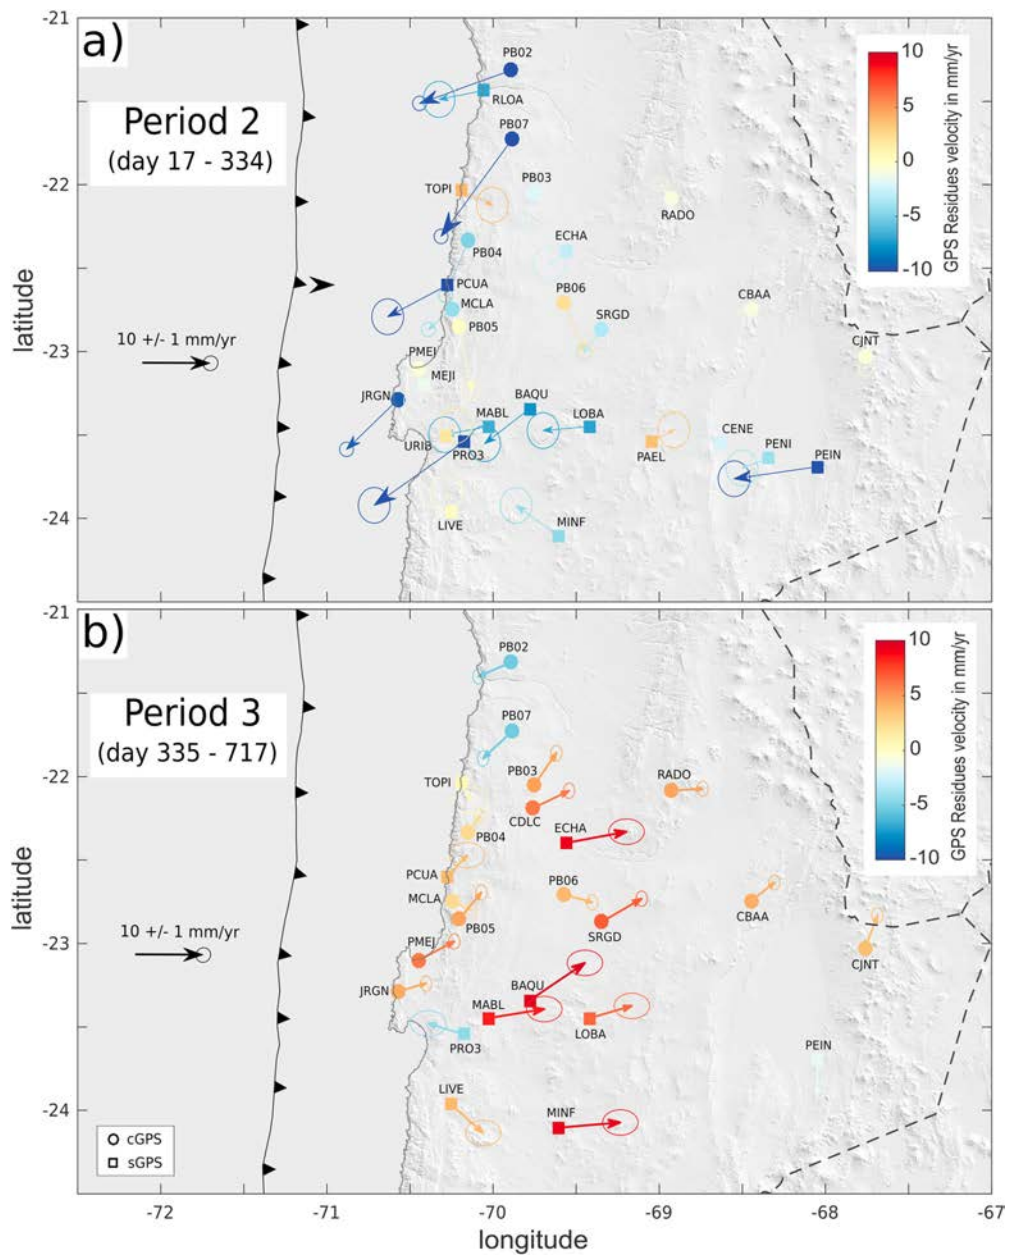 a)
Period 2
(day 17 - 334)
10 +/- 1 mm/yr
latitude
-21
-22
-23
-24
PB02
RLOA
PB07
TOPI
PB03
RADO
PB04
ECHA
PCUA
PB06
MCLA
CBAA
SRGD
PB05
PMEJ
CJNT
MEJI
JRGN
BAQU
MABL
LOBA
URIB
PRO3
CENE
PAEL
PENI
PEIN
LIVE
MINF
10
5
0
-5
-10
GPS Residues velocity in mm/yr
b)
Period 3
(day 335 - 717)
10 +/- 1 mm/yr
latitude
-21
-22
-23
-24
PB02
PB07
PB03
RADO
TOPI
CDLC
ECHA
PB04
PCUA
PB06
MCLA
CBAA
PB05
SRGD
PMEJ
CJNT
JRGN
BAQU
MABL
LOBA
PRO3
PEIN
LIVE
MINF
10
5
0
-5
-10
GPS Residues velocity in mm/yr
cGPS
sGPS
-72
-71
-70
-69
-68
-67
longitude